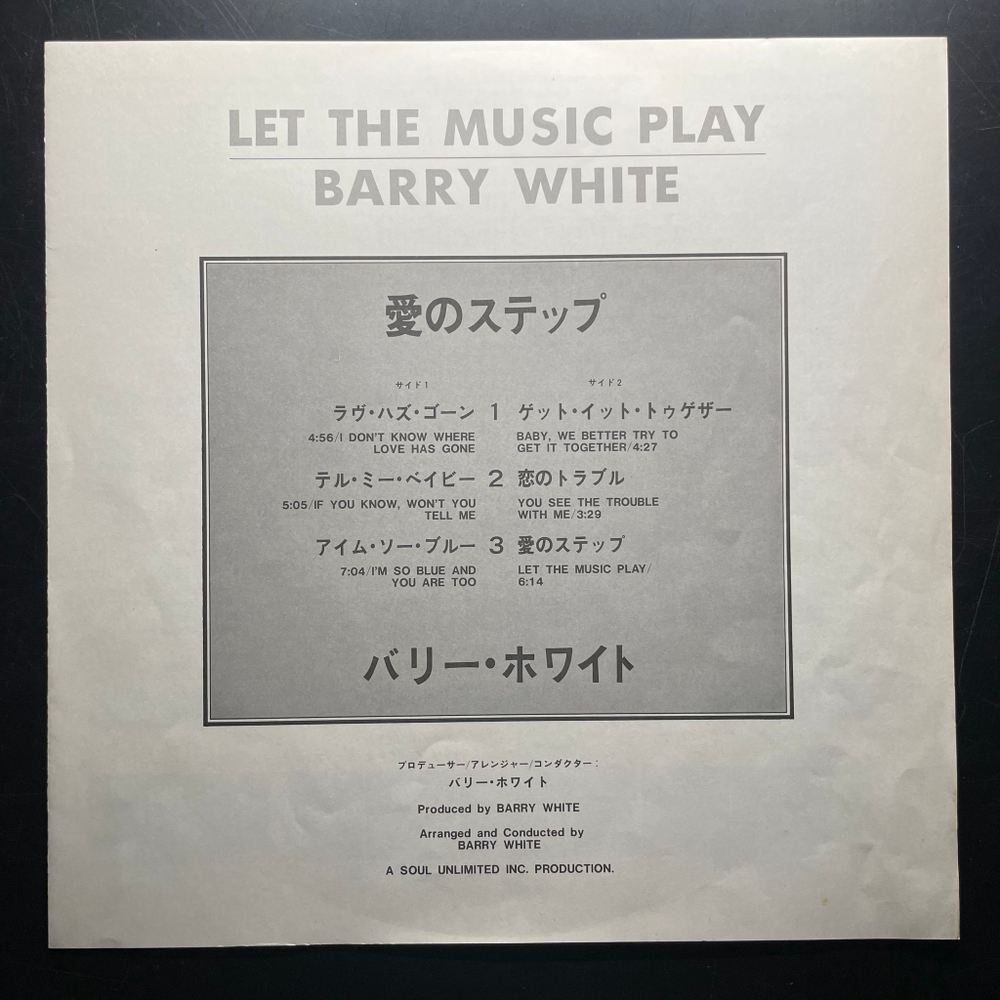 LET THE MUSIC PLAY
BARRY WHITE
愛のステップ
サイド1
ラヴ・ハズ・ゴーン 1
4:56/I DON'T KNOW WHERE
LOVE HAS GONE
テル・ミー・ベイビー 2
5:05/IF YOU KNOW, WON'T YOU
TELL ME
アイム・ソー・ブルー 3
7:04/I'M SO BLUE AND
YOU ARE TOO
サイド2
ゲット・イット・トゥゲザー
BABY, WE BETTER TRY TO
GET IT TOGETHER/4:27
恋のトラブル
YOU SEE THE TROUBLE
WITH ME/3:29
愛のステップ
LET THE MUSIC PLAY/
6:14
バリー・ホワイト
プロデューサー/アレンジャー/コンダクター:
バリー・ホワイト
Produced by BARRY WHITE
Arranged and Conducted by
BARRY WHITE
A SOUL UNLIMITED INC. PRODUCTION.